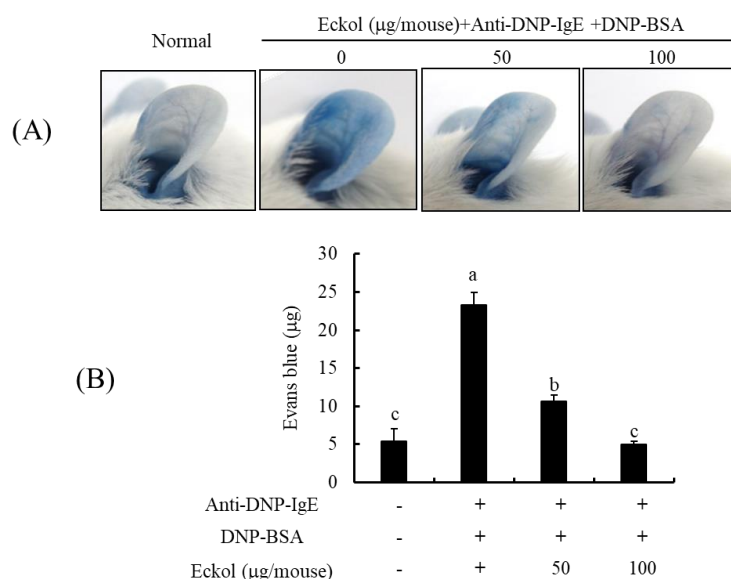 Normal
Eckol (μg/mouse)+Anti-DNP-IgE +DNP-BSA
0 50 100
(A)
(B)
Evans blue (μg)
30
25
20
15
10
5
0
c a b c
Anti-DNP-IgE - + + +
DNP-BSA - + + +
Eckol (μg/mouse) - + 50 100